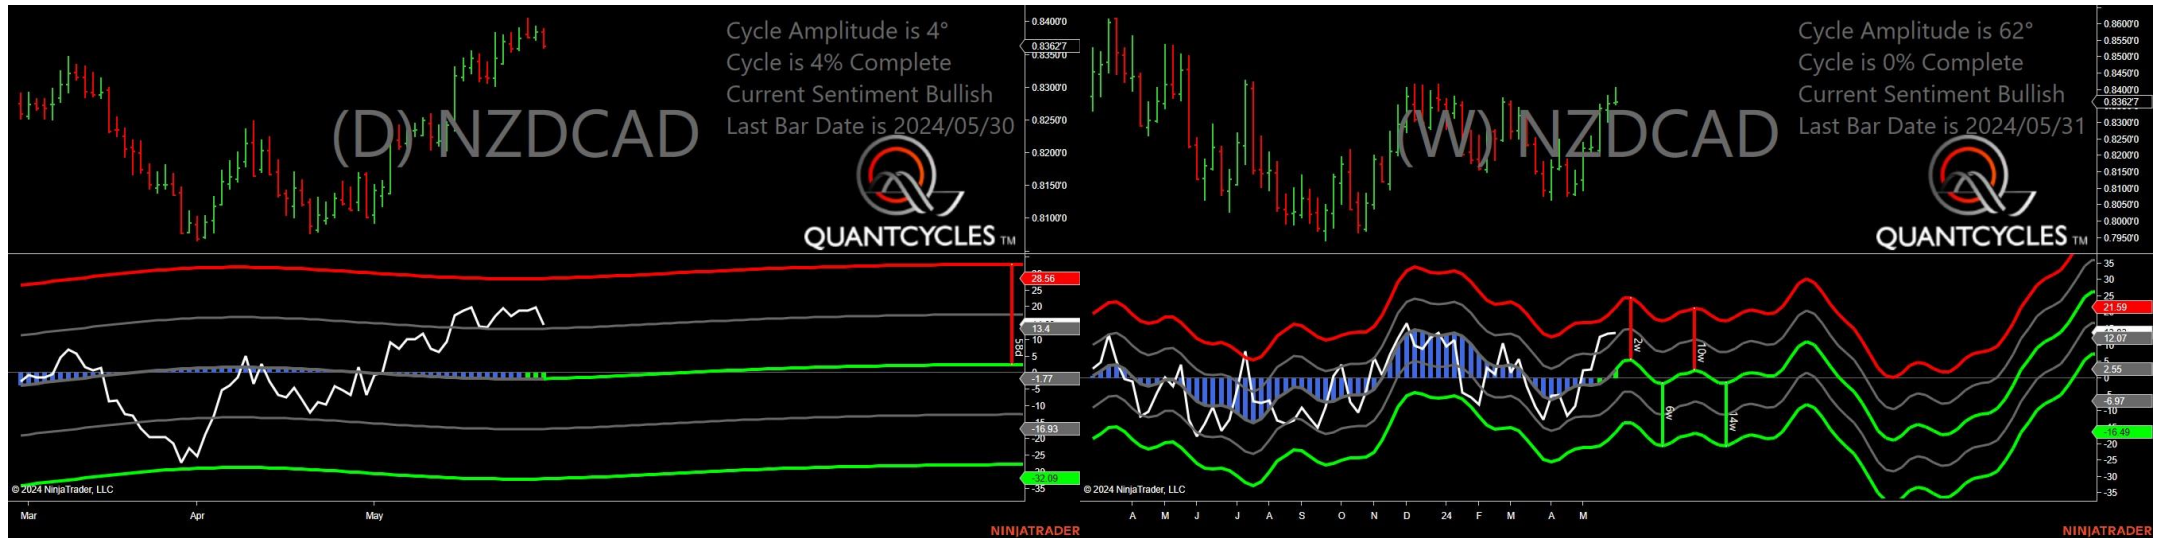 Cycle Amplitude is 4°
Cycle is 4% Complete
Current Sentiment Bullish
Last Bar Date is 2024/05/30
(D) NZDCAD
QUANTCYCLES TM
0.8400'0
0.8362'7
0.8350'0
0.8300'0
0.8250'0
0.8200'0
0.8150'0
0.8100'0
28.56
25
20
13.4
10
5
0
-1.77
-5
-10
-16.93
-20
-25
-32.09
-35
58d
© 2024 NinjaTrader, LLC
Mar Apr May
NINJATRADER
Cycle Amplitude is 62°
Cycle is 0% Complete
Current Sentiment Bullish
Last Bar Date is 2024/05/31
(W) NZDCAD
QUANTCYCLES TM
0.8600'0
0.8550'0
0.8500'0
0.8450'0
0.8400'0
0.8362'7
0.8300'0
0.8250'0
0.8200'0
0.8150'0
0.8100'0
0.8050'0
0.8000'0
0.7950'0
35
30
25
21.59
12.07
10
5
2.55
0
-6.97
-10
-16.49
-20
-25
-30
-35
2w
10w
6w
14w
© 2024 NinjaTrader, LLC
A M J J A S O N D 24 F M A M
NINJATRADER